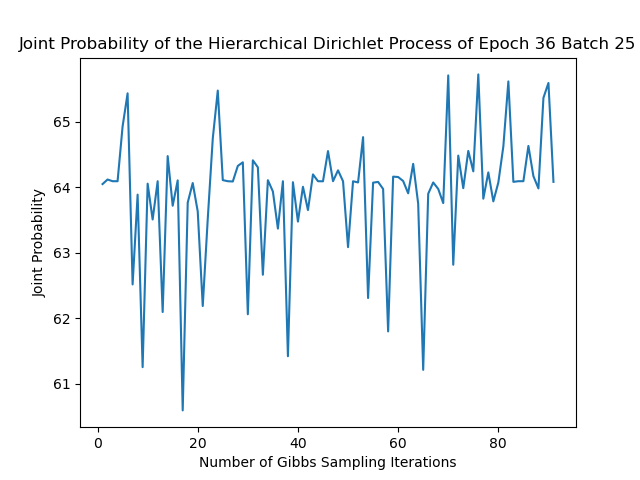 Joint Probability of the Hierarchical Dirichlet Process of Epoch 36 Batch 25
65
64
63
62
61
Joint Probability
0 20 40 60 80
Number of Gibbs Sampling Iterations